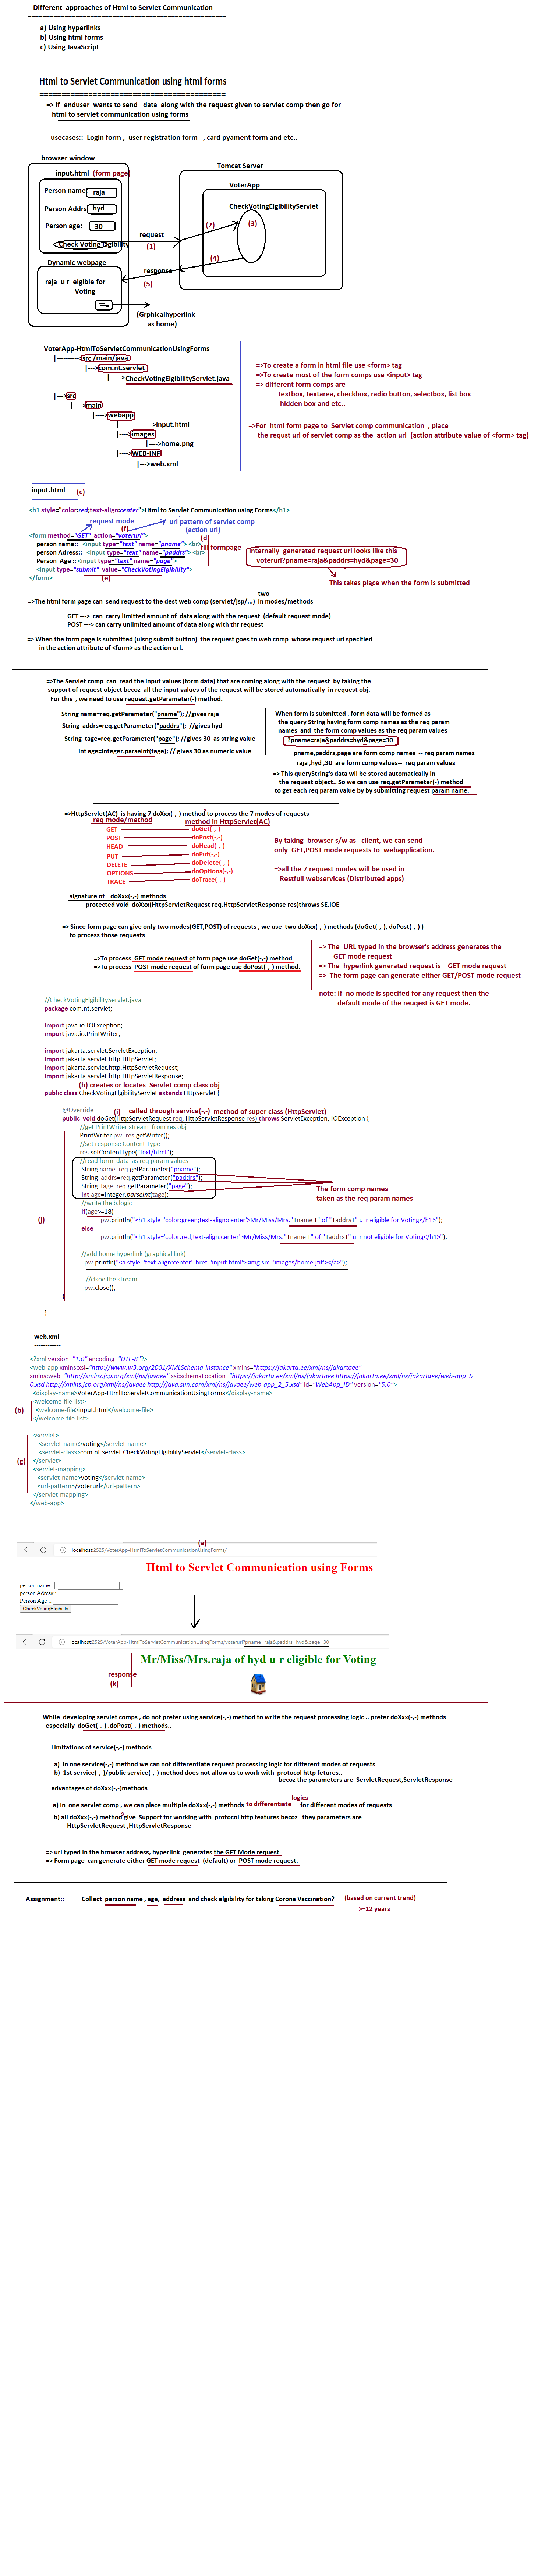 Different approaches of Html to Servlet Communication
=====================================================
a) Using hyperlinks
b) Using html forms
c) Using JavaScript
Html to Servlet Communication using html forms
========================================
=> if enduser wants to send data along with the request given to servlet comp then go for
html to servlet communication using forms
usecases:: Login form , user registration form , card pyament form and etc..
browser window
Tomcat Server
input.html (form page)
VoterApp
Person name: raja
CheckVotingElgibilityServlet
Person Addrs: hyd
Person age: 30
(2) (3)
request
Check Voting Elgibility
(1)
Dynamic webpage
(4)
response
raja u r elgible for
Voting
(5)
(Grphicalhyperlink
as home)
VoterApp-HtmlToServletCommunicationUsingForms
|---------->src /main/java
|--->com.nt.servlet
|----->CheckVotingElgibilityServlet.java
|--->src
|---->main
|---->webapp
|--------------->input.html
|---->images
|---->home.png
|---->WEB-INF
|--->web.xml
=>To create a form in html file use <form> tag
=>To create most of the form comps use <input> tag
=> different form comps are
textbox, textarea, checkbox, radio button, selectbox, list box
hidden box and etc..
=>For html form page to Servlet comp communication , place
the requst url of servlet comp as the action url (action attribute value of <form> tag)
input.html (c)
<h1 style="color:red;text-align:center">Html to Servlet Communication using Forms</h1>
request mode (f) url pattern of servlet comp
(action url)
<form method="GET" action="voterurl">
(d)
person name:: <input type="text" name="pname"> <br>
fill formpage
person Adress:: <input type="text" name="paddrs"> <br>
Person Age :: <input type="text" name="page">
<input type="submit" value="CheckVotingElgibility">
</form> (e)
internally generated request url looks like this
voterurl?pname=raja&paddrs=hyd&page=30
This takes place when the form is submitted
two
=>The html form page can send request to the dest web comp (servlet/jsp/...) in modes/methods
GET ---> can carry limitted amount of data along with the request (default request mode)
POST ---> can carry unlimited amount of data along with thr request
=> When the form page is submitted (uisng submit button) the request goes to web comp whose request url specified
in the action attribute of <form> as the action url.
=>The Servlet comp can read the input values (form data) that are coming along with the request by taking the
support of request object becoz all the input values of the request will be stored automatically in request obj.
For this , we need to use request.getParameter(-) method.
String name=req.getParameter("pname"); //gives raja
String addrs=req.getParameter("paddrs"); //gives hyd
String tage=req.getParameter("page"); //gives 30 as string value
int age=Integer.parseInt(tage); // gives 30 as numeric value
When form is submitted , form data will be formed as
the query String having form comp names as the req param
names and the form comp values as the req param values
?pname=raja&paddrs=hyd&page=30
pname,paddrs,page are form comp names -- req param names
raja ,hyd ,30 are form comp values-- req param values
=> This queryString's data wil be stored automatically in
the request object.. So we can use req.getParameter(-) method
to get each req param value by by submitting request param name,
=>HttpServlet(AC) is having 7 doXxx(-,-) method to process the 7 modes of requests
req mode/method method in HttpServlet(AC)
GET doGet(-,-)
POST doPost(-,-)
HEAD doHead(-,-)
PUT doPut(-,-)
DELETE doDelete(-,-)
OPTIONS doOptions(-,-)
TRACE doTrace(-,-)
By taking browser s/w as client, we can send
only GET,POST mode requests to webapplication.
=>all the 7 request modes will be used in
Restfull webservices (Distributed apps)
signature of doXxx(-,-) methods
protected void doXxx(HttpServletRequest req,HttpServletResponse res)throws SE,IOE
=> Since form page can give only two modes(GET,POST) of requests , we use two doXxx(-,-) methods (doGet(-,-), doPost(-,-) )
to process those requests
=>To process GET mode request of form page use doGet(-,-) method
=>To process POST mode request of form page use doPost(-,-) method.
=> The URL typed in the browser's address generates the
GET mode request
=> The hyperlink generated request is GET mode request
=> The form page can generate either GET/POST mode request
note: if no mode is specifed for any request then the
default mode of the reuqest is GET mode.
//CheckVotingElgibilityServlet.java
package com.nt.servlet;
import java.io.IOException;
import java.io.PrintWriter;
import jakarta.servlet.ServletException;
import jakarta.servlet.http.HttpServlet;
import jakarta.servlet.http.HttpServletRequest;
import jakarta.servlet.http.HttpServletResponse;
(h) creates or locates Servlet comp class obj
public class CheckVotingElgibilityServlet extends HttpServlet {
@Override
(i) called through service(-,-) method of super class (HttpServlet)
public void doGet(HttpServletRequest req, HttpServletResponse res) throws ServletException, IOException {
//get PrintWriter stream from res obj
PrintWriter pw=res.getWriter();
//set response Content Type
res.setContentType("text/html");
//read form data as req param values
String name=req.getParameter("pname");
String addrs=req.getParameter("paddrs");
String tage=req.getParameter("page");
int age=Integer.parseInt(tage);
The form comp names
taken as the req param names
//write the b.logic
if(age>=18)
(j)
pw.println("<h1 style='color:green;text-align:center'>Mr/Miss/Mrs."+name +" of "+addrs+" u r eligible for Voting</h1>");
else
pw.println("<h1 style='color:red;text-align:center'>Mr/Miss/Mrs."+name +" of "+addrs+" u r not eligible for Voting</h1>");
//add home hyperlink (graphical link)
pw.println("<a style='text-align:center' href='input.html'><img src='images/home.jfif'></a>");
//clsoe the stream
pw.close();
}
}
web.xml
------------
<?xml version="1.0" encoding="UTF-8"?>
<web-app xmlns:xsi="http://www.w3.org/2001/XMLSchema-instance" xmlns="https://jakarta.ee/xml/ns/jakartaee"
xmlns:web="http://xmlns.jcp.org/xml/ns/javaee" xsi:schemaLocation="https://jakarta.ee/xml/ns/jakartaee https://jakarta.ee/xml/ns/jakartaee/web-app_5_
0.xsd http://xmlns.jcp.org/xml/ns/javaee http://java.sun.com/xml/ns/javaee/web-app_2_5.xsd" id="WebApp_ID" version="5.0">
<display-name>VoterApp-HtmlToServletCommunicationUsingForms</display-name>
<welcome-file-list>
(b) <welcome-file>input.html</welcome-file>
</welcome-file-list>
<servlet>
<servlet-name>voting</servlet-name>
<servlet-class>com.nt.servlet.CheckVotingElgibilityServlet</servlet-class>
(g) </servlet>
<servlet-mapping>
<servlet-name>voting</servlet-name>
<url-pattern>/voterurl</url-pattern>
</servlet-mapping>
</web-app>
(a)
localhost:2525/VoterApp-HtmlToServletCommunicationUsingForms/
Html to Servlet Communication using Forms
person name::
person Adress::
Person Age ::
CheckVotingElgibility
localhost:2525/VoterApp-HtmlToServletCommunicationUsingForms/voterurl?pname=raja&paddrs=hyd&page=30
Mr/Miss/Mrs.raja of hyd u r eligible for Voting
response
(k)
While developing servlet comps , do not prefer using service(-,-) method to write the request processing logic .. prefer doXxx(-,-) methods
especially doGet(-,-) ,doPost(-,-) methods..
Limitations of service(-,-) methods
---------------------------------------------
a) In one service(-,-) method we can not differentiate request processing logic for different modes of requests
b) 1st service(-,-)/public service(-,-) method does not allow us to work with protocol http fetures..
becoz the parameters are ServletRequest,ServletResponse
advantages of doXxx(-,-)methods
------------------------------------------
logics
a) In one servlet comp , we can place multiple doXxx(-,-) methods to differentiate for different modes of requests
b) all doXxx(-,-) methods give Support for working with protocol http features becoz they parameters are
HttpServletRequest ,HttpServletResponse
=> url typed in the browser address, hyperlink generates the GET Mode request
=> Form page can generate either GET mode request (default) or POST mode request.
Assignment:: Collect person name , age, address and check elgibility for taking Corona Vaccination? (based on current trend)
>=12 years